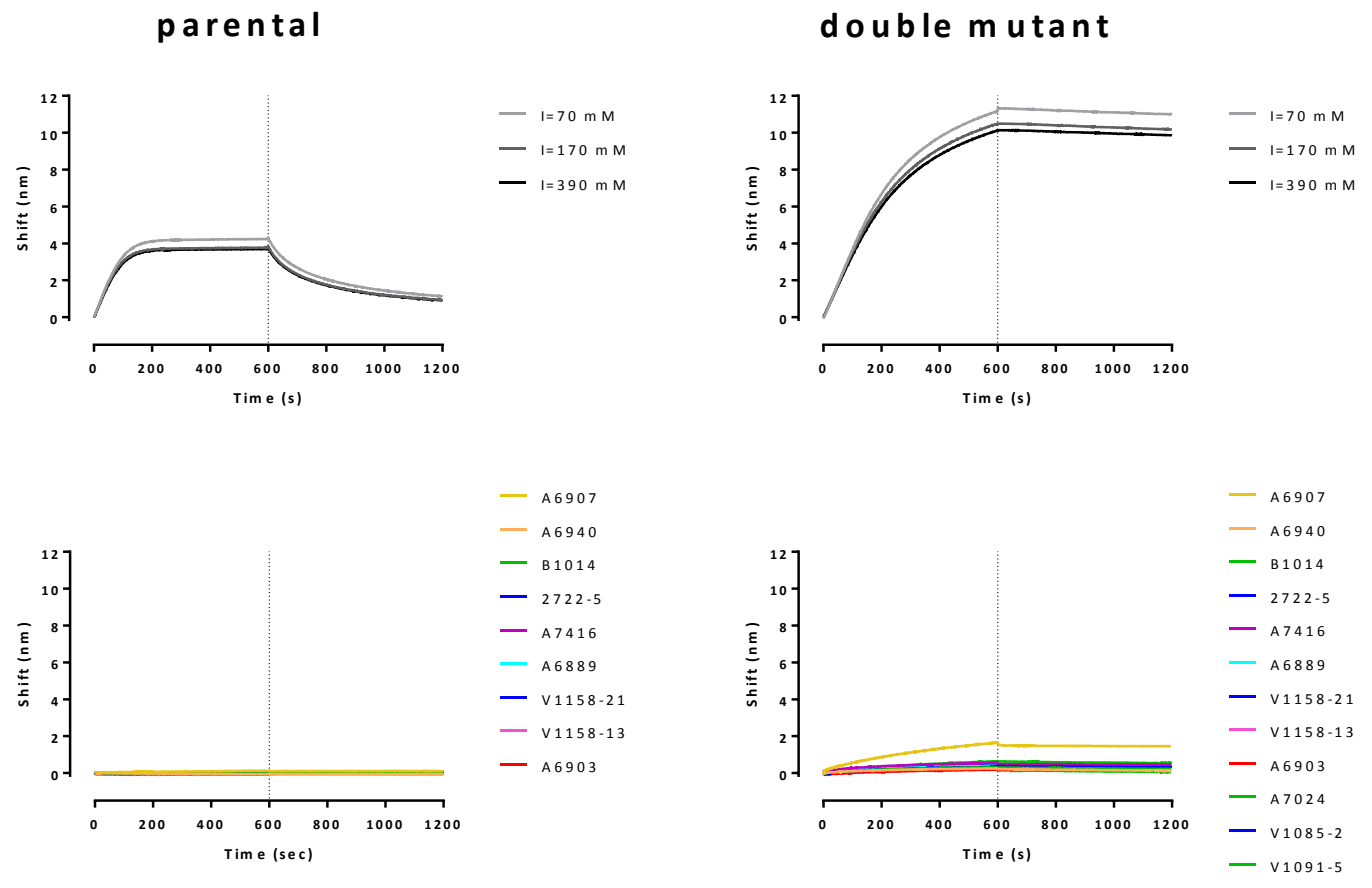 parental
double mutant
12
10
8
6
4
2
0
Shift (nm)
0 200 400 600 800 1000 1200
Time (s)
I=70 mM
I=170 mM
I=390 mM
12
10
8
6
4
2
0
Shift (nm)
0 200 400 600 800 1000 1200
Time (s)
I=70 mM
I=170 mM
I=390 mM
12
10
8
6
4
2
0
Shift (nm)
0 200 400 600 800 1000 1200
Time (sec)
A6907
A6940
B1014
2722-5
A7416
A6889
V1158-21
V1158-13
A6903
12
10
8
6
4
2
0
Shift (nm)
0 200 400 600 800 1000 1200
Time (s)
A6907
A6940
B1014
2722-5
A7416
A6889
V1158-21
V1158-13
A6903
A7024
V1085-2
V1091-5